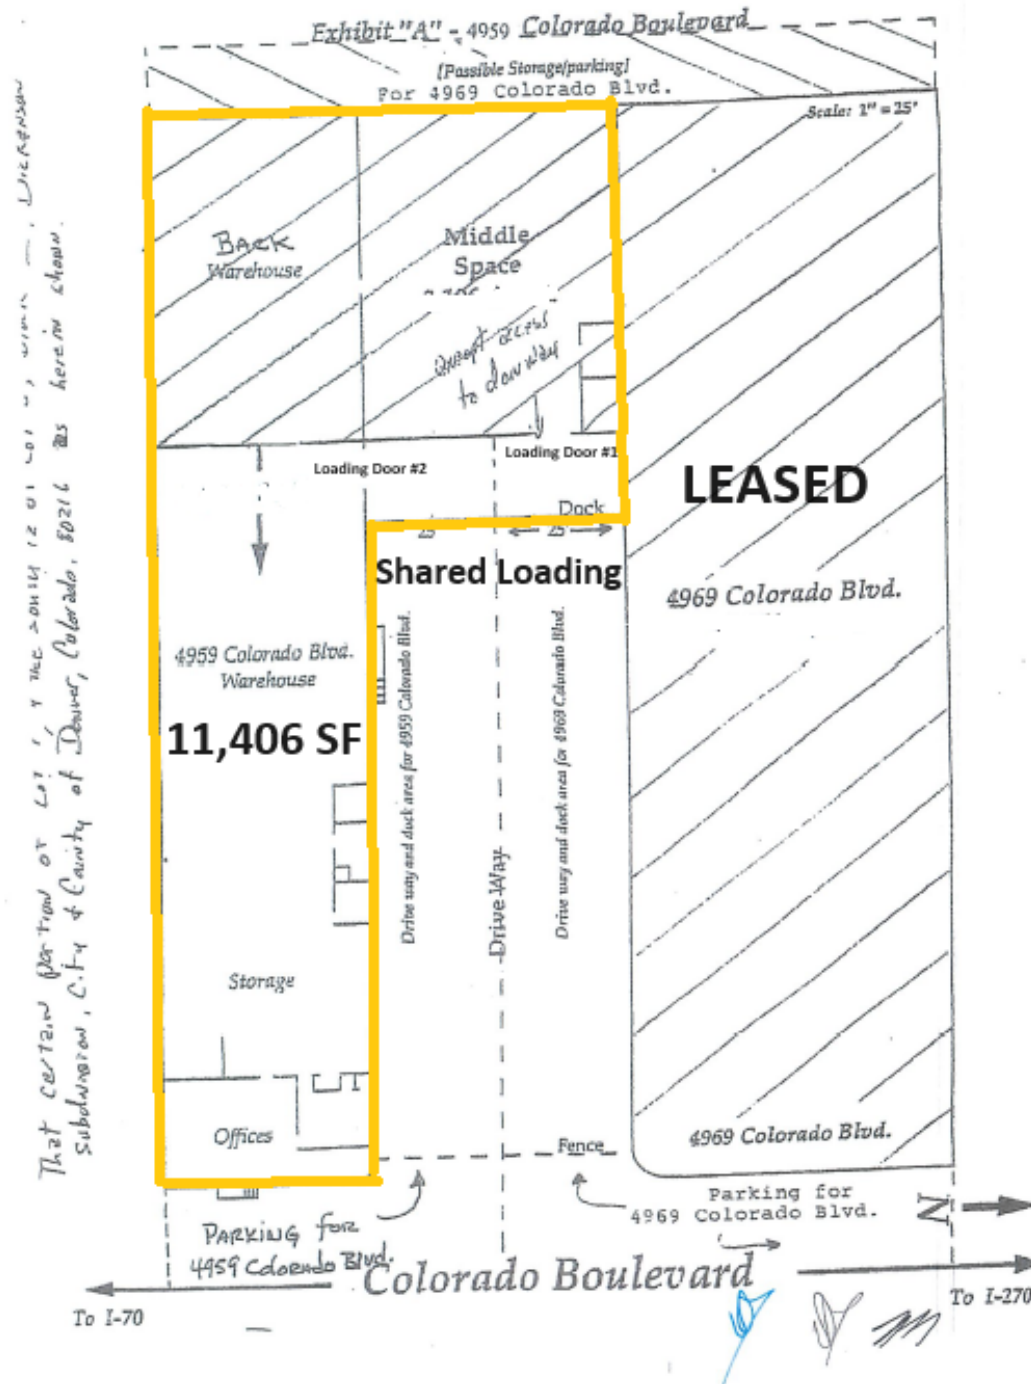 Exhibit "A" - 4959 Colorado Boulevard
[Possible Storage/parking]
For 4969 Colorado Blvd.
Scale: 1" = 25'
BACK
Warehouse
Middle
Space
Except access
to doorway
Loading Door #2
Loading Door #1
LEASED
Dock
25
25
Shared Loading
4969 Colorado Blvd.
4959 Colorado Blvd.
Warehouse
11,406 SF
Drive way and dock area for 4959 Colorado Blvd.
Drive Way
Drive way and dock area for 4969 Colorado Blvd.
Storage
Offices
Fence
4969 Colorado Blvd.
Parking for
4969 Colorado Blvd.
N
PARKING for
4959 Colorado Blvd.
Colorado Boulevard
To I-70
To I-270
That certain portion of Lot
Subdivision, City & County of Denver, Colorado, 80216 as herein shown.